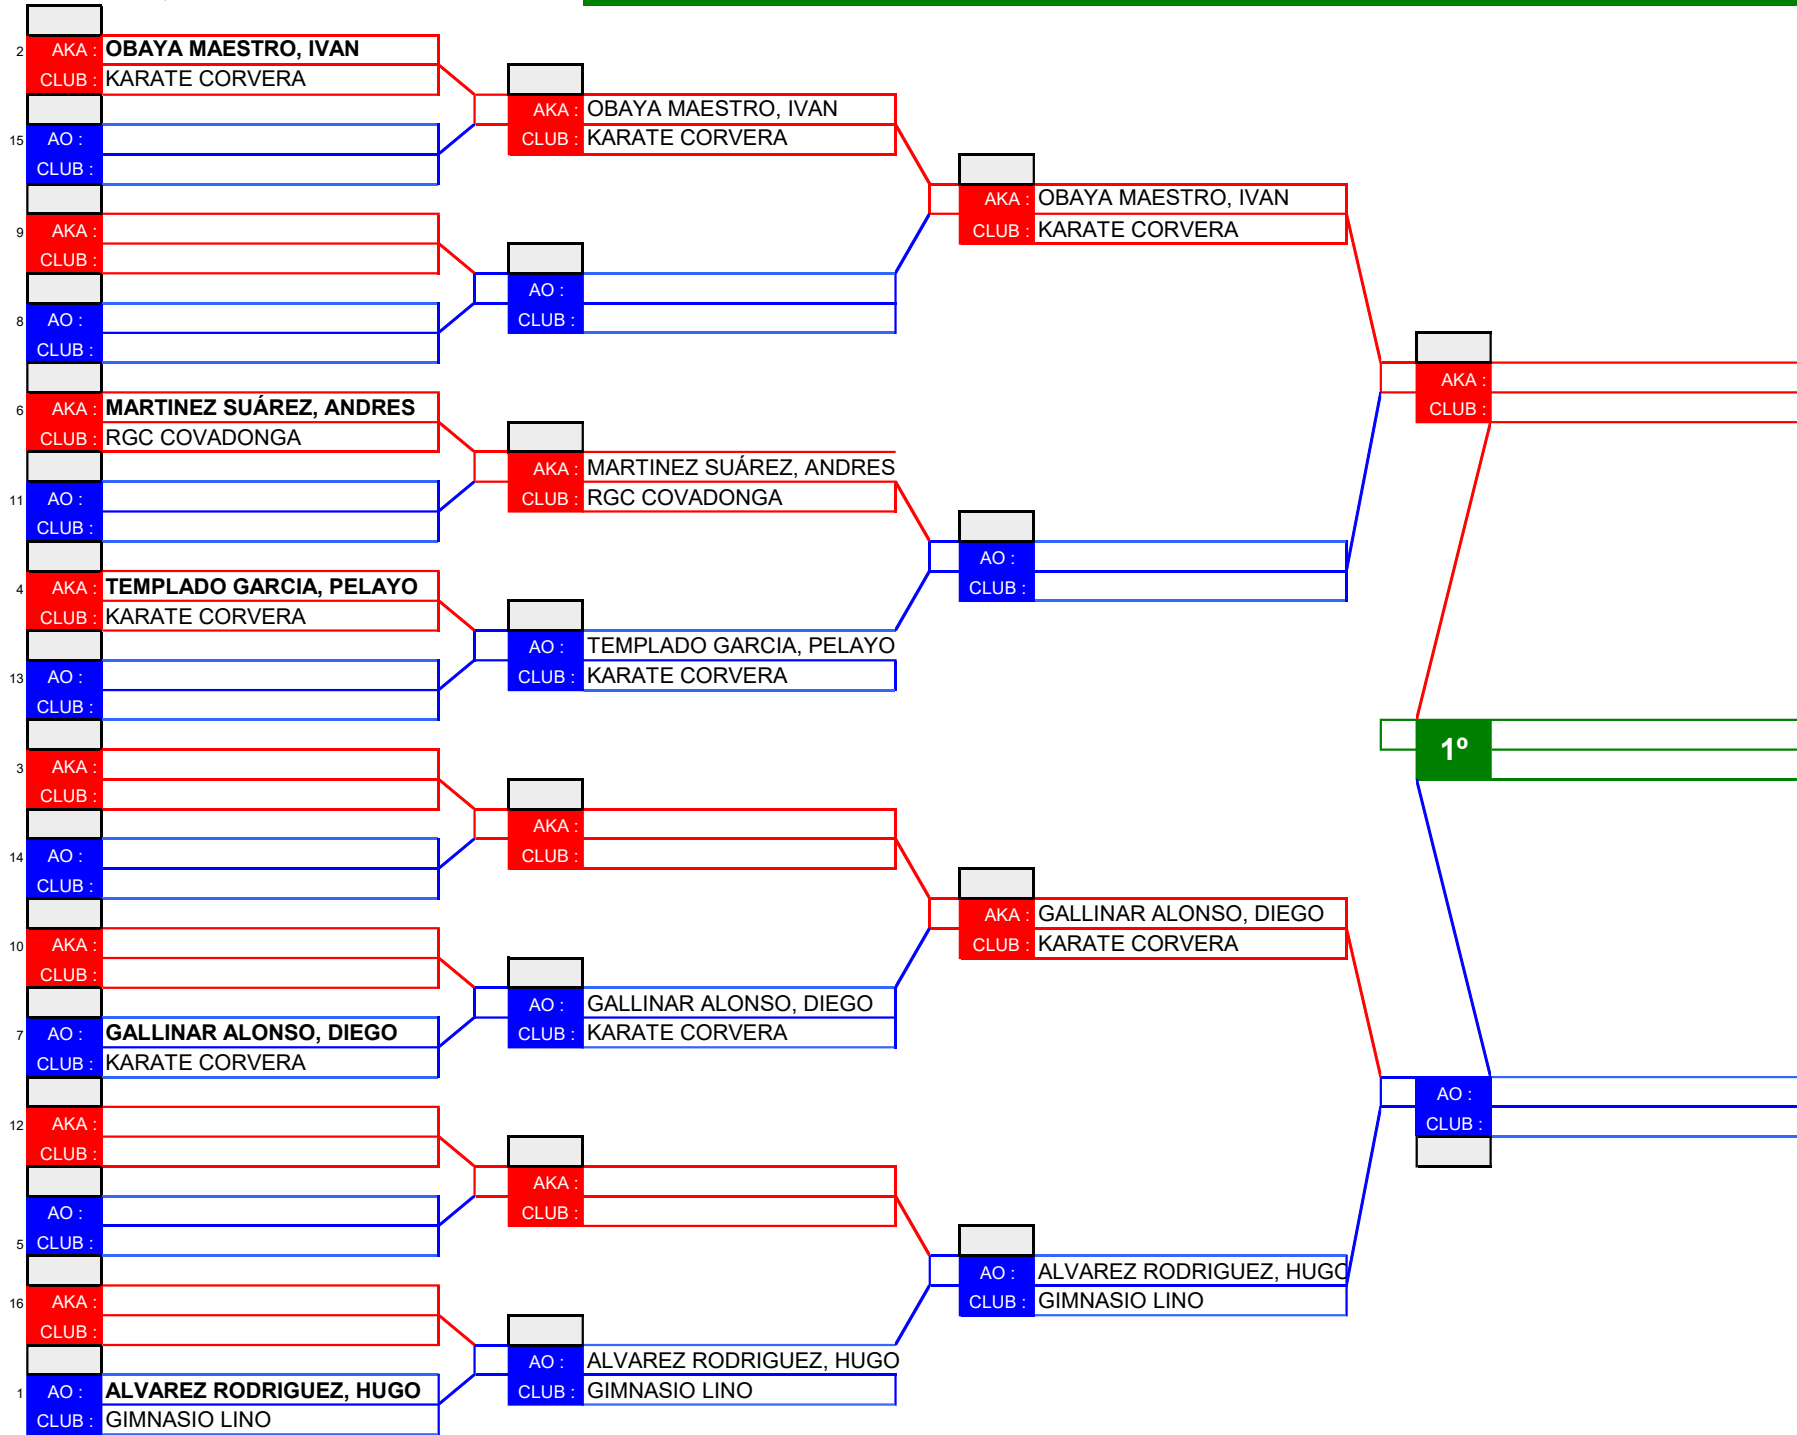 2 AKA : OBAYA MAESTRO, IVAN
CLUB : KARATE CORVERA
15 AO :
CLUB :
9 AKA :
CLUB :
8 AO :
CLUB :
6 AKA : MARTINEZ SUÁREZ, ANDRES
CLUB : RGC COVADONGA
11 AO :
CLUB :
4 AKA : TEMPLADO GARCIA, PELAYO
CLUB : KARATE CORVERA
13 AO :
CLUB :
3 AKA :
CLUB :
14 AO :
CLUB :
10 AKA :
CLUB :
7 AO : GALLINAR ALONSO, DIEGO
CLUB : KARATE CORVERA
12 AKA :
CLUB :
AO :
5 CLUB :
16 AKA :
CLUB :
1 AO : ALVAREZ RODRIGUEZ, HUGO
CLUB : GIMNASIO LINO
AKA : OBAYA MAESTRO, IVAN
CLUB : KARATE CORVERA
AO :
CLUB :
AKA : MARTINEZ SUÁREZ, ANDRES
CLUB : RGC COVADONGA
AO : TEMPLADO GARCIA, PELAYO
CLUB : KARATE CORVERA
AKA :
CLUB :
AO : GALLINAR ALONSO, DIEGO
CLUB : KARATE CORVERA
AKA :
CLUB :
AO : ALVAREZ RODRIGUEZ, HUGO
CLUB : GIMNASIO LINO
AKA : OBAYA MAESTRO, IVAN
CLUB : KARATE CORVERA
AO :
CLUB :
AKA : GALLINAR ALONSO, DIEGO
CLUB : KARATE CORVERA
AO : ALVAREZ RODRIGUEZ, HUGO
CLUB : GIMNASIO LINO
AKA :
CLUB :
1º
AO :
CLUB :